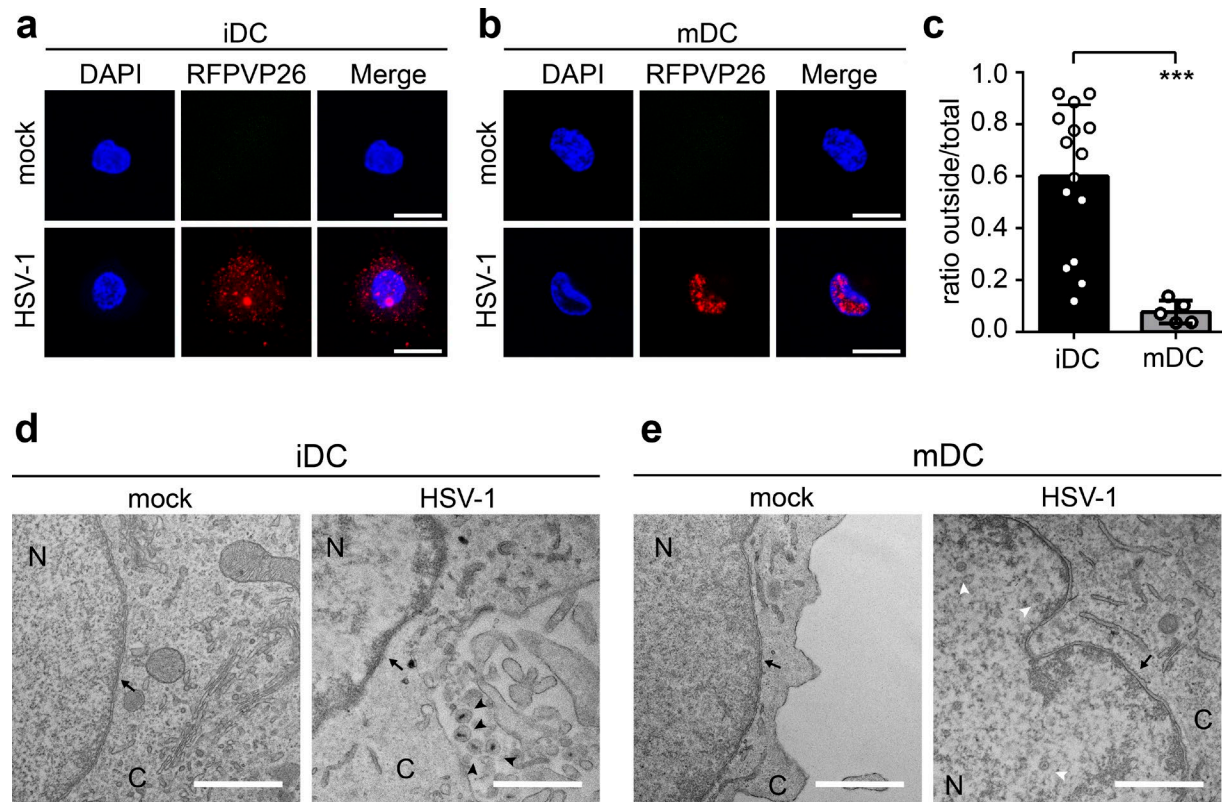 a
iDC
DAPI RFPVP26 Merge
mock
HSV-1
b
mDC
DAPI RFPVP26 Merge
mock
HSV-1
c
***
ratio outside/total
1.0
0.8
0.6
0.4
0.2
0.0
iDC mDC
d
iDC
mock HSV-1
N
C
N
C
e
mDC
mock HSV-1
N
C
C
N